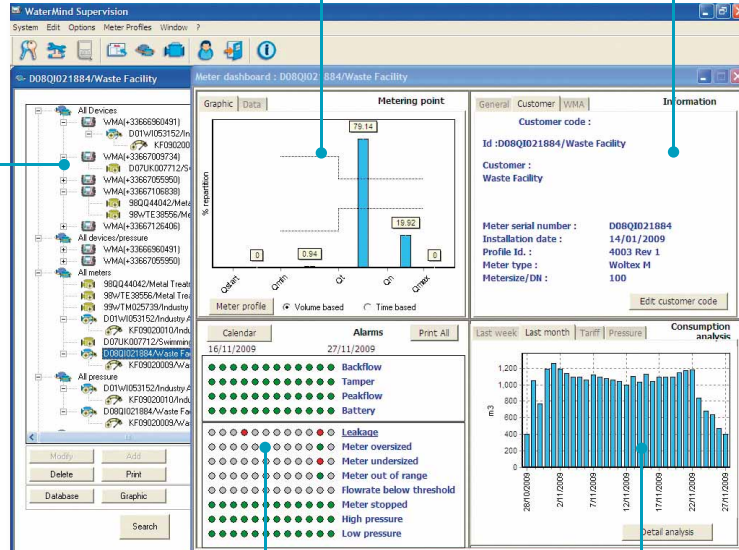 WaterMind Supervision
System Edit Options Meter Profiles Window ?
D08QI021884/Waste Facility
All Devices
WMA(+33666960491)
D01WI053152/In
KF090200
WMA(+33667009734)
D07UK007712/Sw
WMA(+33667055950)
WMA(+33667106838)
98QQ44042/Meta
98WTE38556/Me
WMA(+33667126406)
All devices/pressure
WMA(+33666960491)
WMA(+33667055950)
All meters
98QQ44042/Metal Treatr
98WTE38556/Metal Trea
99WTM025739/Industry
D01WI053152/Industry A
KF09020010/Indu
D07UK007712/Swimming
D08QI021884/Waste Fac
KF09020009/Wa
All pressure
D01WI053152/Industry A
KF09020010/Indu
D08QI021884/Waste Fa
KF09020009/Wa
Modify Add
Delete Print
Database Graphic
Search
Meter dashboard : D08QI021884/Waste Facility
Graphic Data Metering point
% repartition
79.14
19.92
0 0.94 0
Qstart Qmin Qt Qn Qmax
Meter profile Volume based Time based
General Customer WMA Information
Customer code :
Id :D08QI021884/Waste Facility
Customer :
Waste Facility
Meter serial number : D08QI021884
Installation date : 14/01/2009
Profile Id. : 4003 Rev 1
Meter type : Woltex M
Metersize/DN : 100
Edit customer code
Calendar Alarms Print All
16/11/2009 27/11/2009
Backflow
Tamper
Peakflow
Battery
Leakage
Meter oversized
Meter undersized
Meter out of range
Flowrate below threshold
Meter stopped
High pressure
Low pressure
Last week Last month Tariff Pressure Consumption
analysis
m3
1,200
1,000
800
600
400
200
0
28/10/2009 2/11/2009 7/11/2009 12/11/2009 17/11/2009 22/11/2009 27/11/2009
Detail analysis